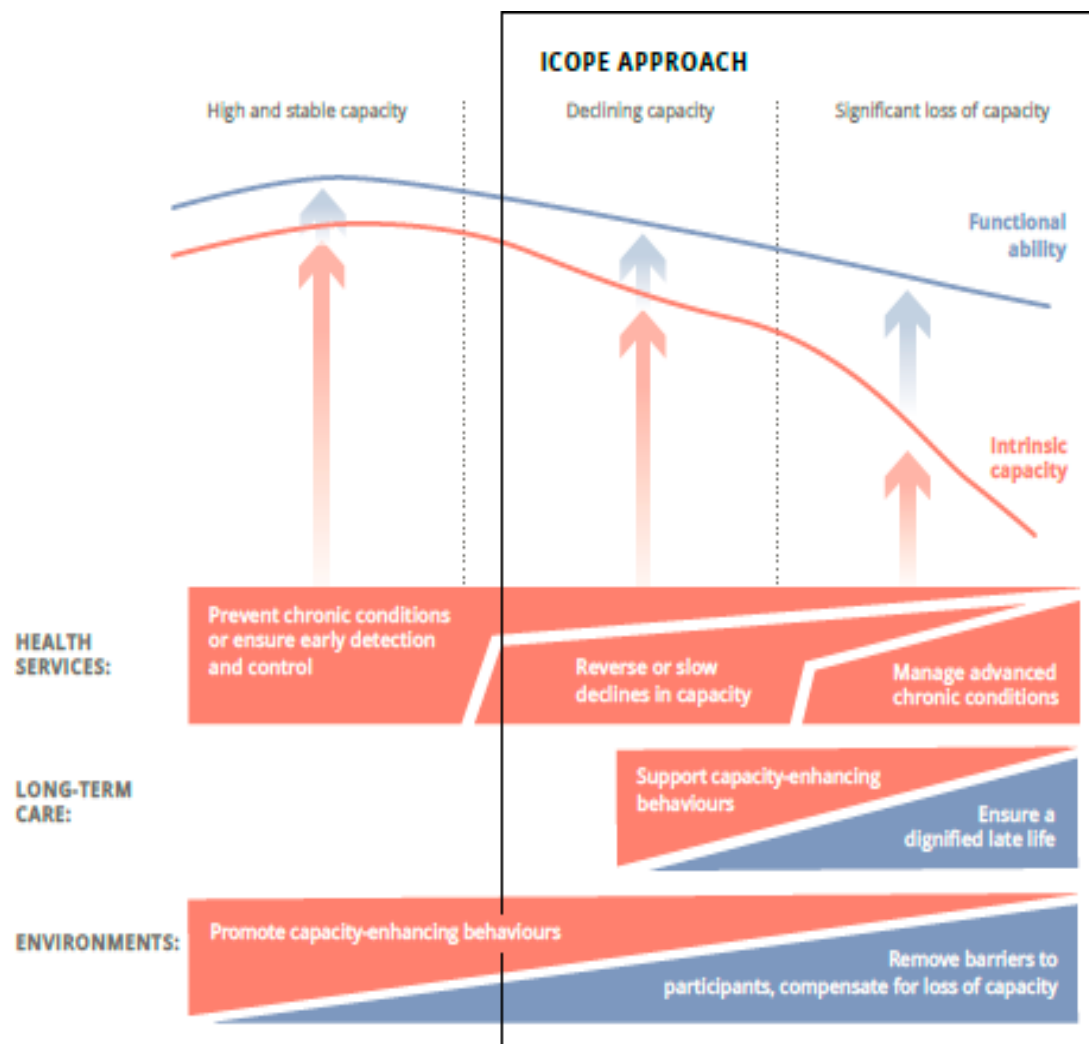 ICOPE APPROACH
High and stable capacity
Declining capacity
Significant loss of capacity
Functional
ability
Intrinsic
capacity
HEALTH
SERVICES:
Prevent chronic conditions
or ensure early detection
and control
Reverse or slow
declines in capacity
Manage advanced
chronic conditions
LONG-TERM
CARE:
Support capacity-enhancing
behaviours
Ensure a
dignified late life
ENVIRONMENTS:
Promote capacity-enhancing behaviours
Remove barriers to
participants, compensate for loss of capacity